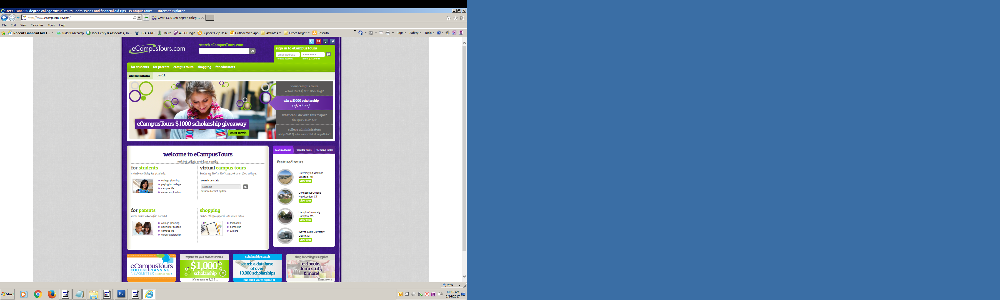 Over 1300 360 degree college virtual tours - admissions and financial aid tips - eCampusTours - - Internet Explorer
http://www.ecampustours.com/
Over 1300 360 degree colleg...
File Edit View Favorites Tools Help
Recent Financial Aid T... Kuder Basecamp Jack Henry & Associates, In... JIRA-AT&T UltiPro AESOP login Support Help Desk Outlook Web App Affiliates Exact Target Edsouth
Page Safety Tools
eCampusTours.com
search eCampusTours.com
go
sign in to eCampusTours
email address
go
create account forgot password?
for students for parents campus tours shopping for educators
Announcements July 28.
view campus tours
virtual tours of over 1300 colleges
win a $1000 scholarship
register today!
what can I do with this major?
plan your career path
college administrators
add photos of your campus to eCampusTours
eCampusTours $1000 scholarship giveaway
enter to win
welcome to eCampusTours
making college a virtual reality
for students
valuable articles for students
college planning
paying for college
campus life
career exploration
virtual campus tours
featuring 360° x 360° tours of over 1,300 colleges
search by state
Alabama
go
advanced search options
for parents
must-know advice for parents
college planning
paying for college
campus life
career exploration
shopping
books, college apparel, and much more
textbooks
dorm stuff
& more
featured tours popular tours trending topics
featured tours
University Of Montana
Missoula, MT
view tour
Connecticut College
New London, CT
view tour
Hampton University
Hampton, VA
view tour
Wayne State University
Detroit, MI
view tour
eCampusTours
COLLEGE PLANNING
NEWSLETTER Subscribe here >
register for your chance to win a
$1,000
scholarship
it's as easy as 1, 2, 3 ...
scholarship search
search a database
of over
10,000 scholarships
find out if you're eligible »
shop for colleges supplies
textbooks,
dorm stuff,
& more!
Shop now »
75%
Start
Ps
10:15 AM
8/14/2017